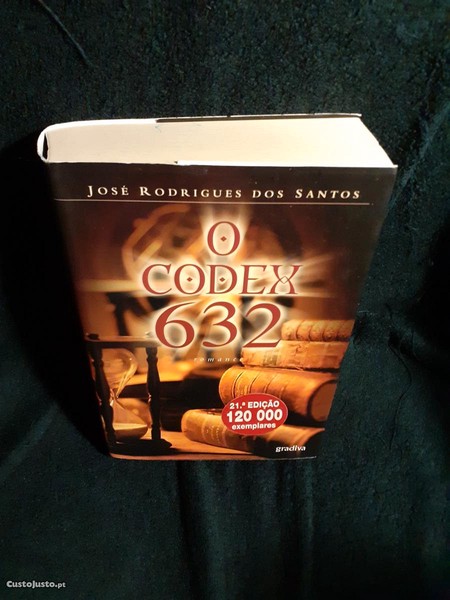 JOSÉ RODRIGUES DOS SANTOS
O
CODEX
632
romance
21.ª EDIÇÃO
120 000
exemplares
gradiva
CustoJusto.pt